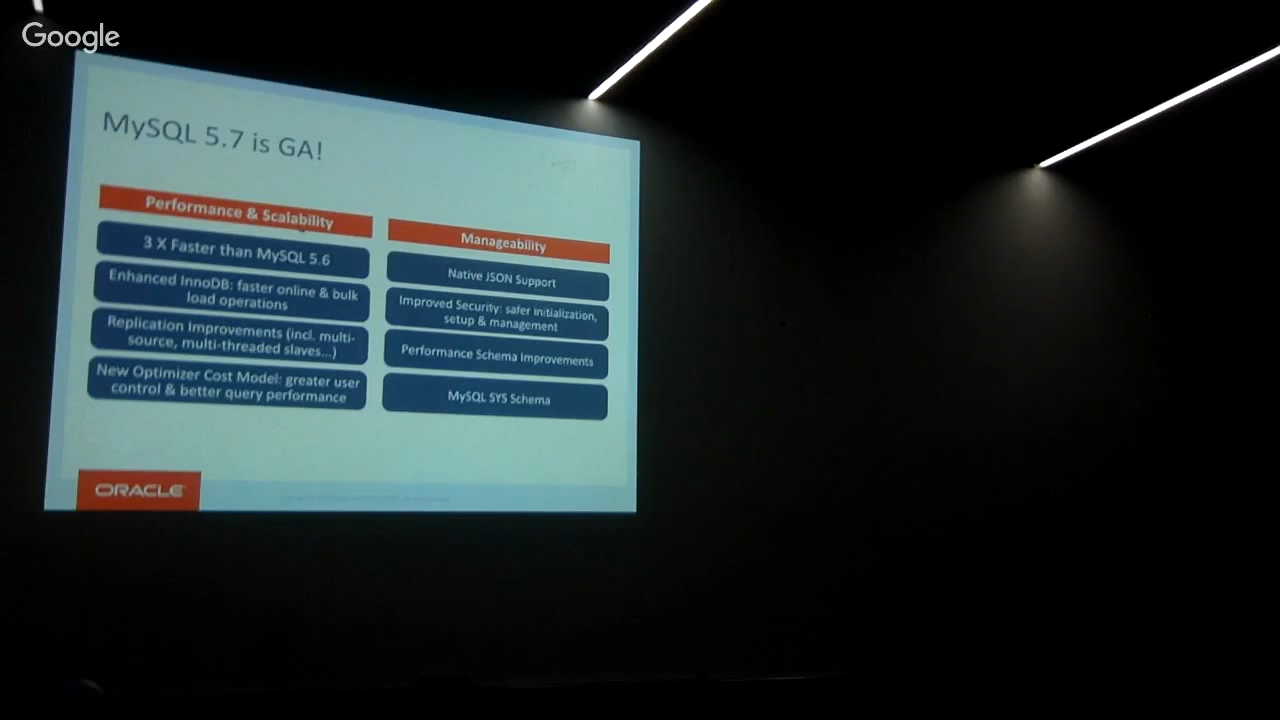 Google
MySQL 5.7 is GA!
Performance & Scalability
3 X Faster than MySQL 5.6
Enhanced InnoDB: faster online & bulk
load operations
Replication Improvements (incl. multi-
source, multi-threaded slaves...)
New Optimizer Cost Model: greater user
control & better query performance
Manageability
Native JSON Support
Improved Security: safer initialization,
setup & management
Performance Schema Improvements
MySQL SYS Schema
ORACLE